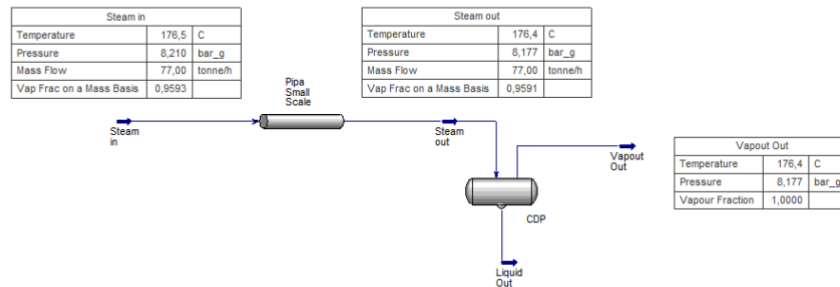 Steam in
Temperature 176,5 C
Pressure 8,210 bar_g
Mass Flow 77,00 tonne/h
Vap Frac on a Mass Basis 0,9593
Steam out
Temperature 176,4 C
Pressure 8,177 bar_g
Mass Flow 77,00 tonne/h
Vap Frac on a Mass Basis 0,9591
Pipa
Small
Scale
Steam
in
Steam
out
Vapout
Out
Vapout Out
Temperature 176,4 C
Pressure 8,177 bar_g
Vapour Fraction 1,0000
CDP
Liquid
Out